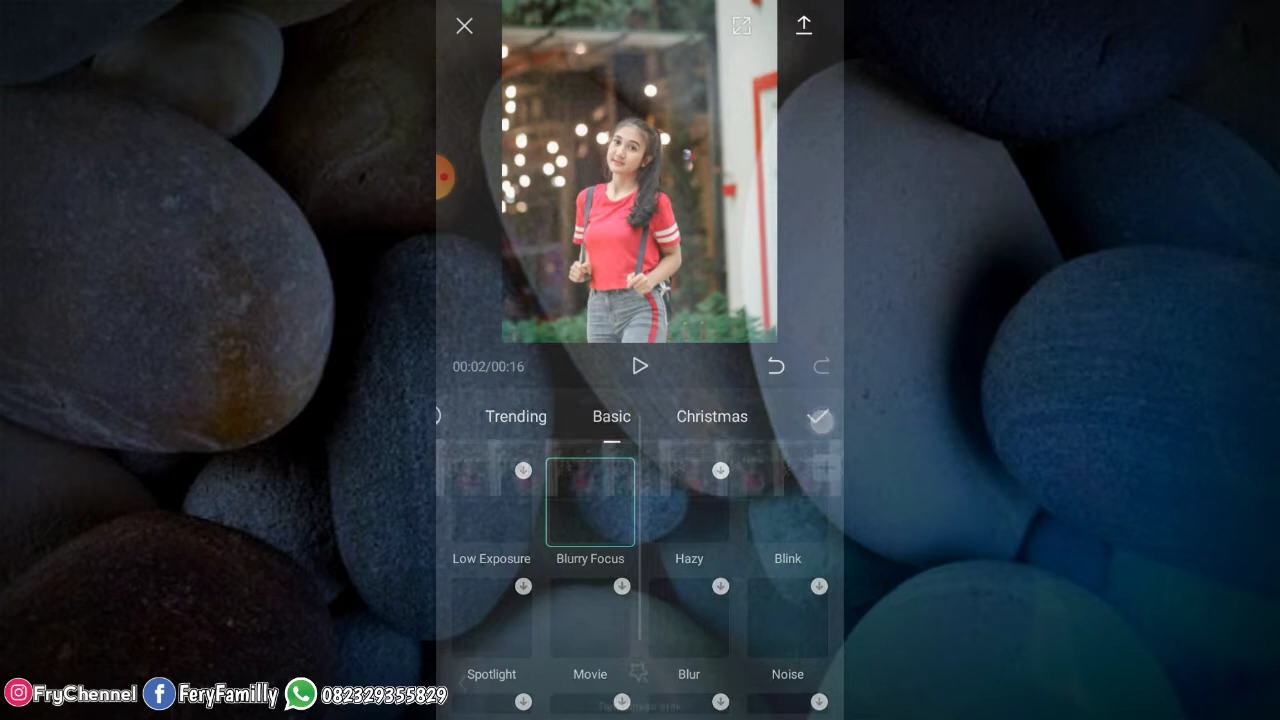 00:02/00:16
Trending Basic Christmas
Low Exposure Blurry Focus Hazy Blink
Spotlight Movie Blur Noise
FryChennel FeryFamilly 082329355829